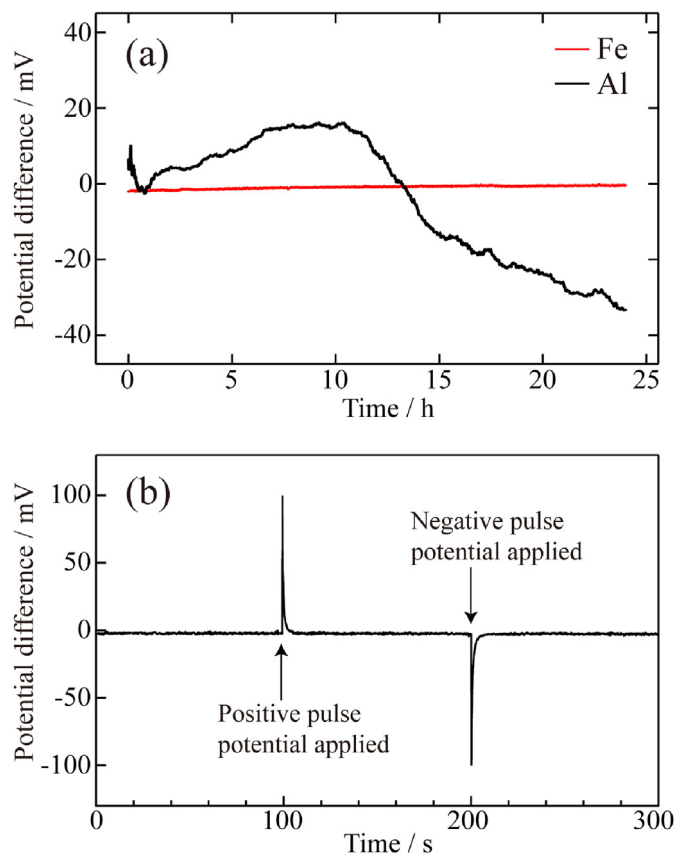 (a)
Fe
Al
40
20
0
-20
-40
Potential difference / mV
0 5 10 15 20 25
Time / h
(b)
100
50
0
-50
-100
Potential difference / mV
Negative pulse
potential applied
Positive pulse
potential applied
0 100 200 300
Time / s